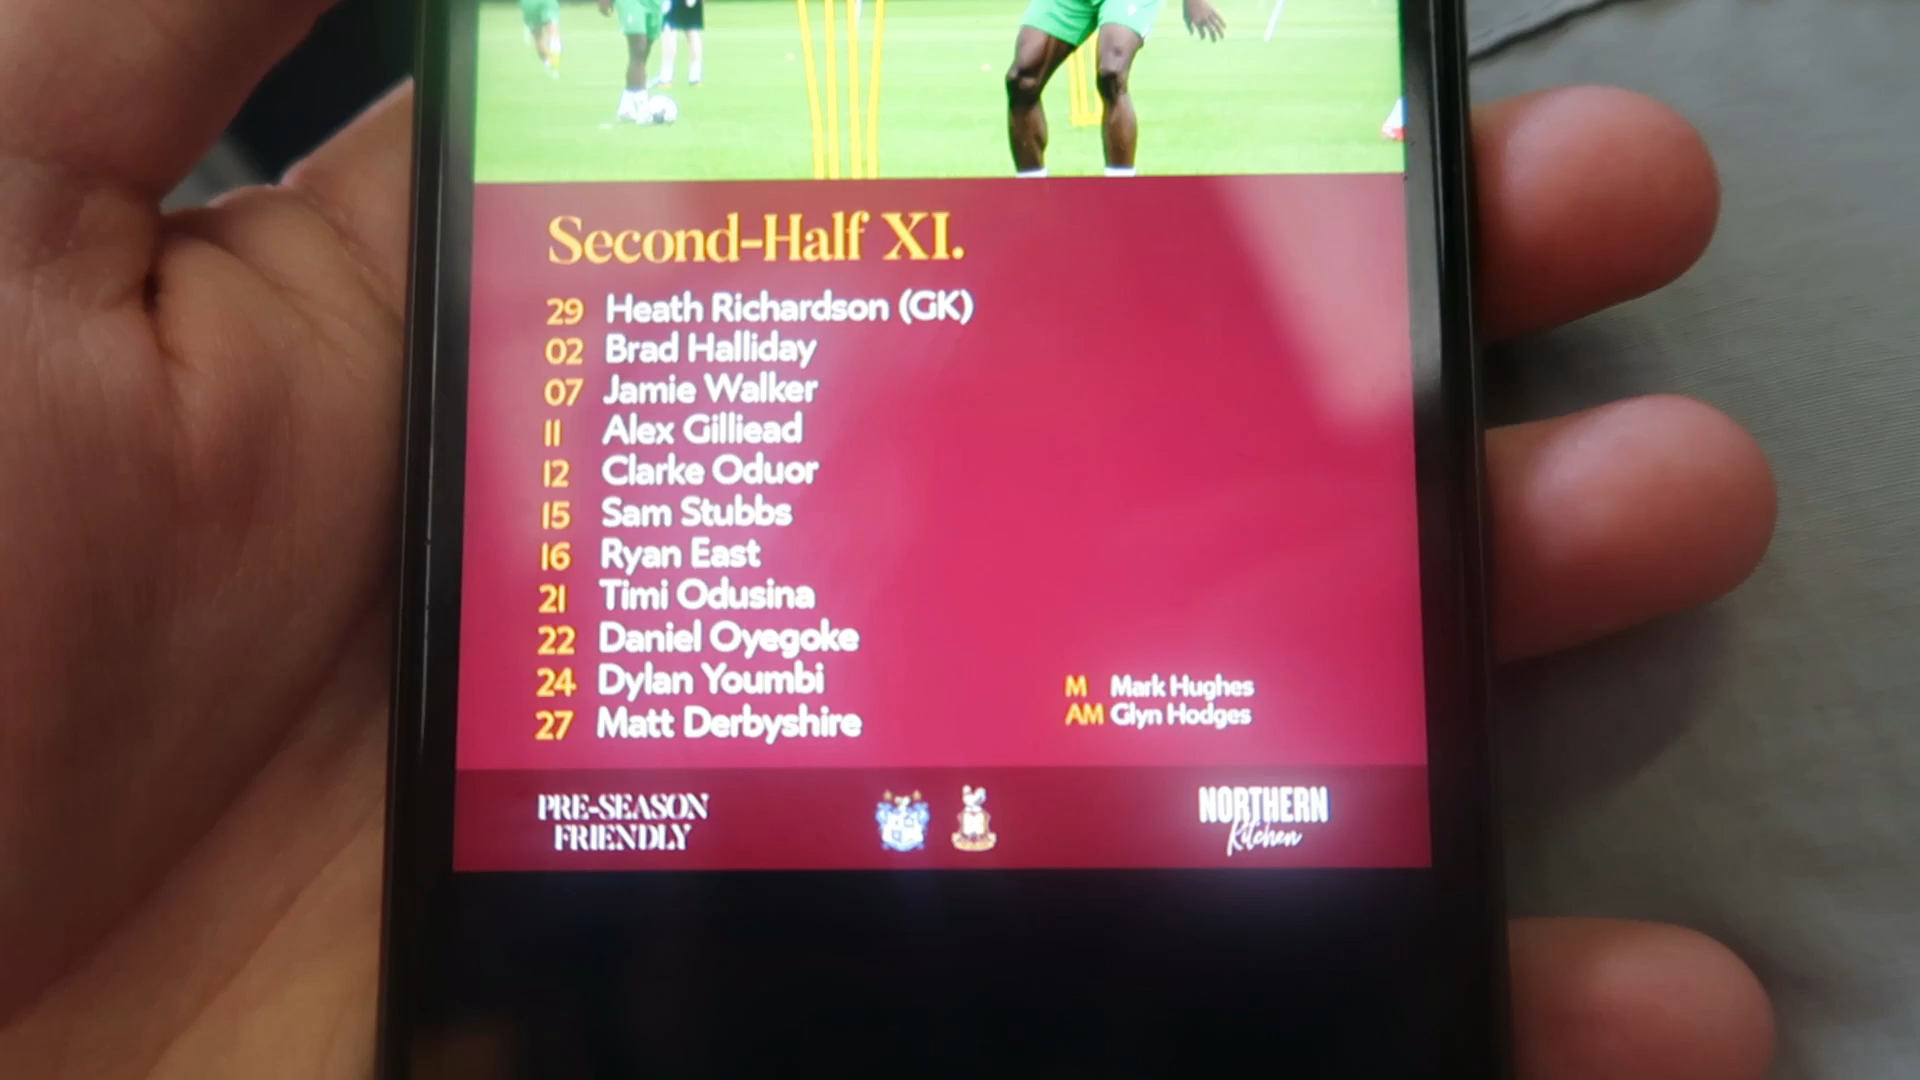 Second-Half XI.
29 Heath Richardson (GK)
02 Brad Halliday
07 Jamie Walker
11 Alex Gilliead
12 Clarke Oduor
15 Sam Stubbs
16 Ryan East
21 Timi Odusina
22 Daniel Oyegoke
24 Dylan Youmbi
27 Matt Derbyshire
M Mark Hughes
AM Glyn Hodges
PRE-SEASON
FRIENDLY
NORTHERN
Kitchen